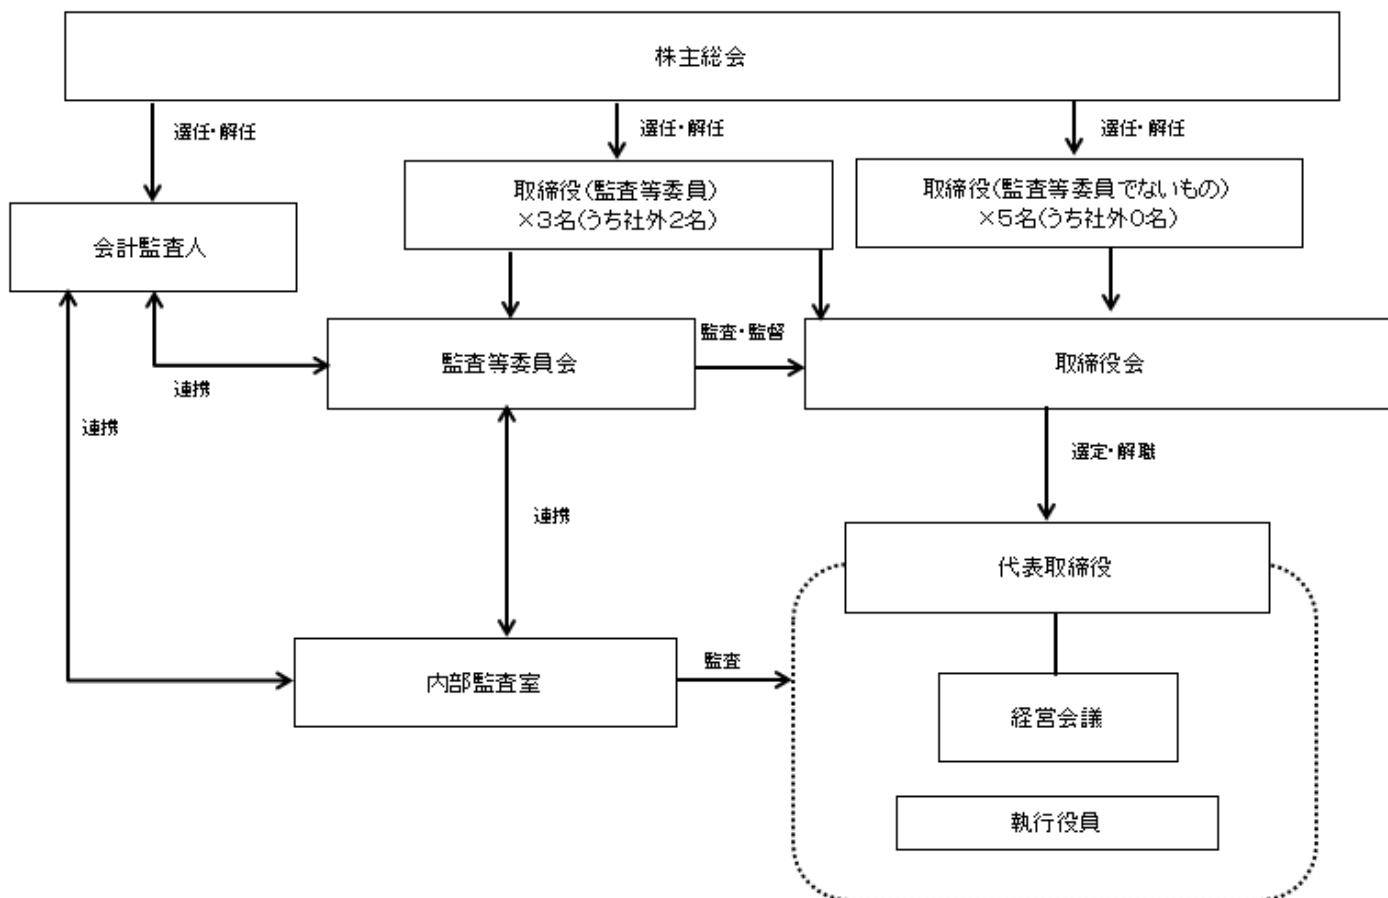 株主総会
選任・解任
選任・解任
選任・解任
取締役(監査等委員)
×3名(うち社外2名)
取締役(監査等委員でないもの)
×5名(うち社外0名)
会計監査人
監査等委員会
監査・監督
取締役会
連携
連携
選定・解職
連携
代表取締役
内部監査室
監査
経営会議
執行役員